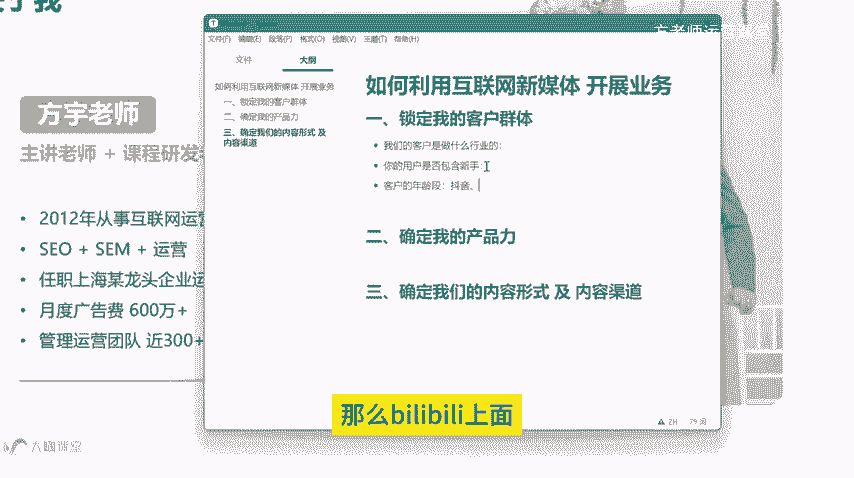 于我
方老师运营课堂
文件(F) 编辑(E) 段落(P) 格式(O) 视图(V) 主题(T) 帮助(H)
文件 大纲
如何利用互联网新媒体 开展业务
一、锁定我的客户群体
二、确定我的产品力
三、确定我们的内容形式 及
内容渠道
如何利用互联网新媒体 开展业务
一、锁定我的客户群体
• 我们的客户是做什么行业的:
• 你的用户是否包含新手:
• 客户的年龄段：抖音、
二、确定我的产品力
三、确定我们的内容形式 及 内容渠道
ZH 79 词
方宇老师
主讲老师 + 课程研发
• 2012年从事互联网运营
• SEO + SEM + 运营
• 任职上海某龙头企业运
• 月度广告费 600万+
• 管理运营团队 近300+
那么bilibili上面